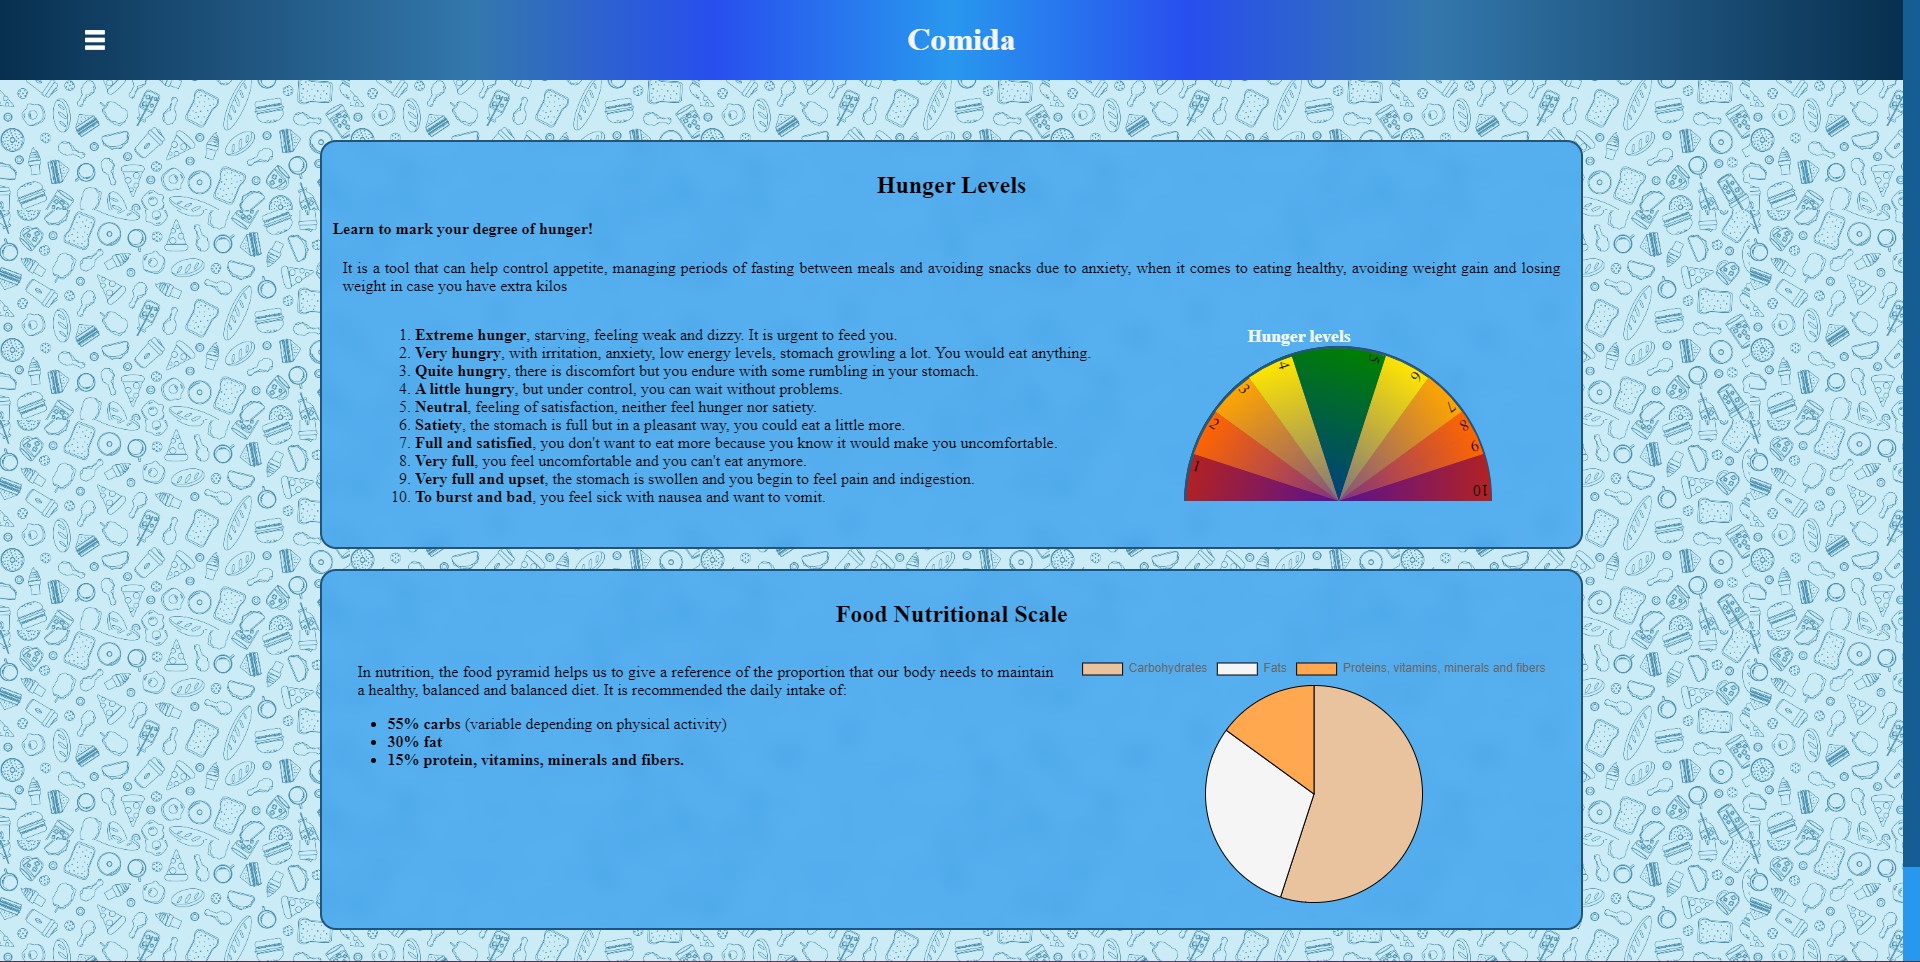 Comida
Hunger Levels
Learn to mark your degree of hunger!
It is a tool that can help control appetite, managing periods of fasting between meals and avoiding snacks due to anxiety, when it comes to eating healthy, avoiding weight gain and losing
weight in case you have extra kilos
1. Extreme hunger, starving, feeling weak and dizzy. It is urgent to feed you.
2. Very hungry, with irritation, anxiety, low energy levels, stomach growling a lot. You would eat anything.
3. Quite hungry, there is discomfort but you endure with some rumbling in your stomach.
4. A little hungry, but under control, you can wait without problems.
5. Neutral, feeling of satisfaction, neither feel hunger nor satiety.
6. Satiety, the stomach is full but in a pleasant way, you could eat a little more.
7. Full and satisfied, you don't want to eat more because you know it would make you uncomfortable.
8. Very full, you feel uncomfortable and you can't eat anymore.
9. Very full and upset, the stomach is swollen and you begin to feel pain and indigestion.
10. To burst and bad, you feel sick with nausea and want to vomit.
Hunger levels
1
2
3
4
5
6
7
8
9
10
Food Nutritional Scale
In nutrition, the food pyramid helps us to give a reference of the proportion that our body needs to maintain
a healthy, balanced and balanced diet. It is recommended the daily intake of:
• 55% carbs (variable depending on physical activity)
• 30% fat
• 15% protein, vitamins, minerals and fibers.
Carbohydrates Fats Proteins, vitamins, minerals and fibers